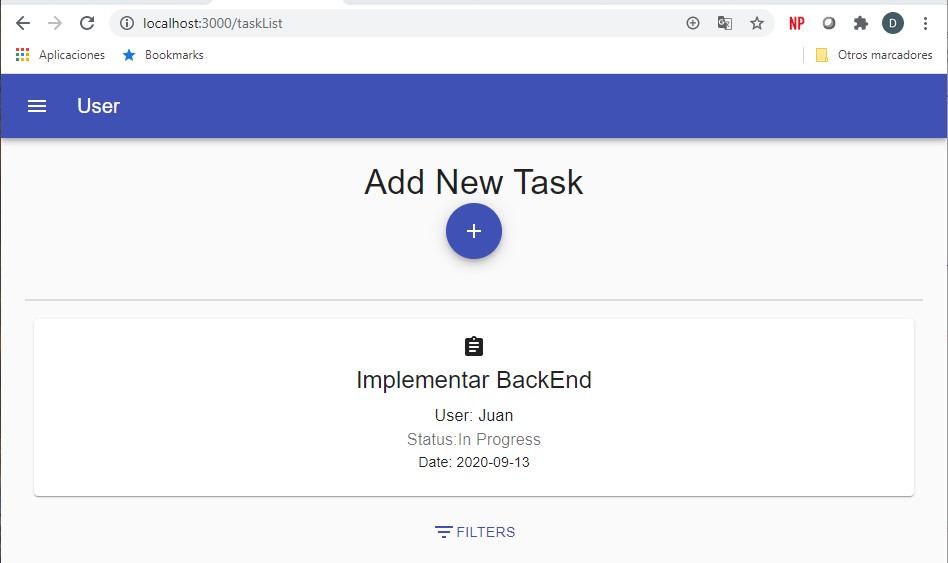 localhost:3000/taskList
NP
D
Aplicaciones
Bookmarks
Otros marcadores
User
Add New Task
+
Implementar BackEnd
User: Juan
Status:In Progress
Date: 2020-09-13
FILTERS